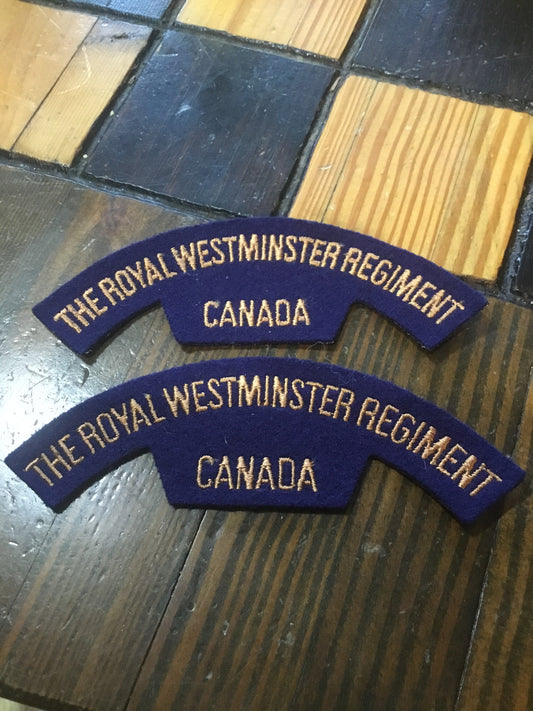 THE ROYAL WESTMINSTER REGIMENT
CANADA
THE ROYAL WESTMINSTER REGIMENT
CANADA